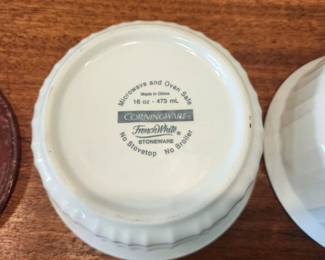 Microwave and Oven Safe
Made in China
16 oz - 473 mL
CORNINGWARE
French White
STONEWARE
No Stovetop No Broiler